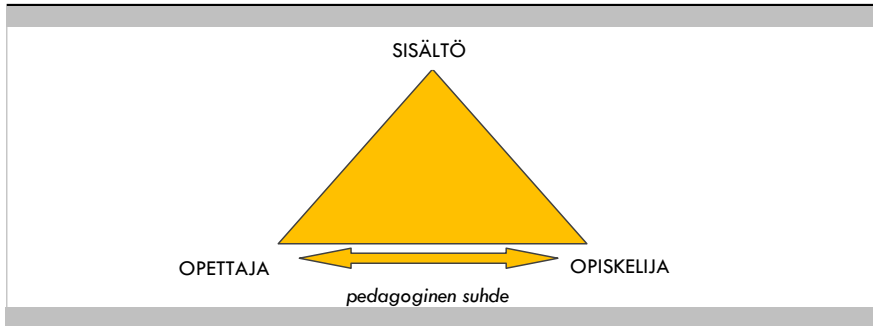 SISÄLTÖ
OPETTAJA
OPISKELIJA
pedagoginen suhde